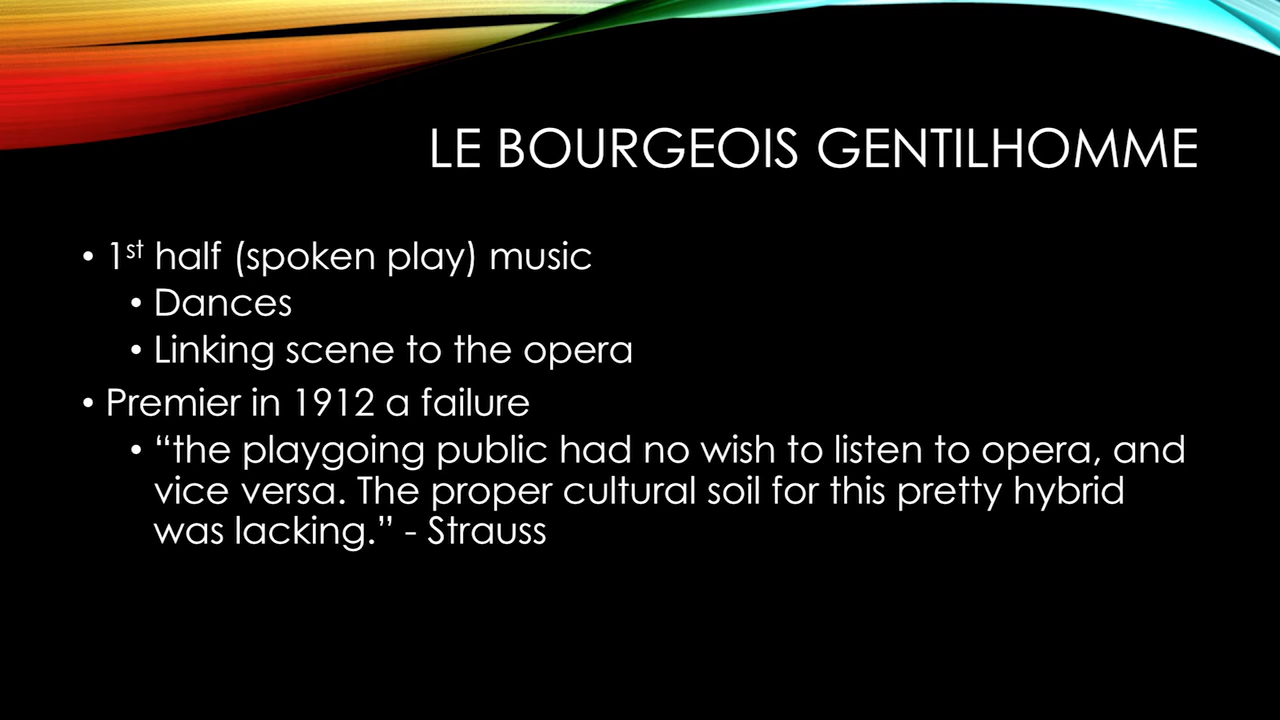 LE BOURGEOIS GENTILHOMME
• 1st half (spoken play) music
• Dances
• Linking scene to the opera
• Premier in 1912 a failure
• “the playgoing public had no wish to listen to opera, and
vice versa. The proper cultural soil for this pretty hybrid
was lacking.” - Strauss